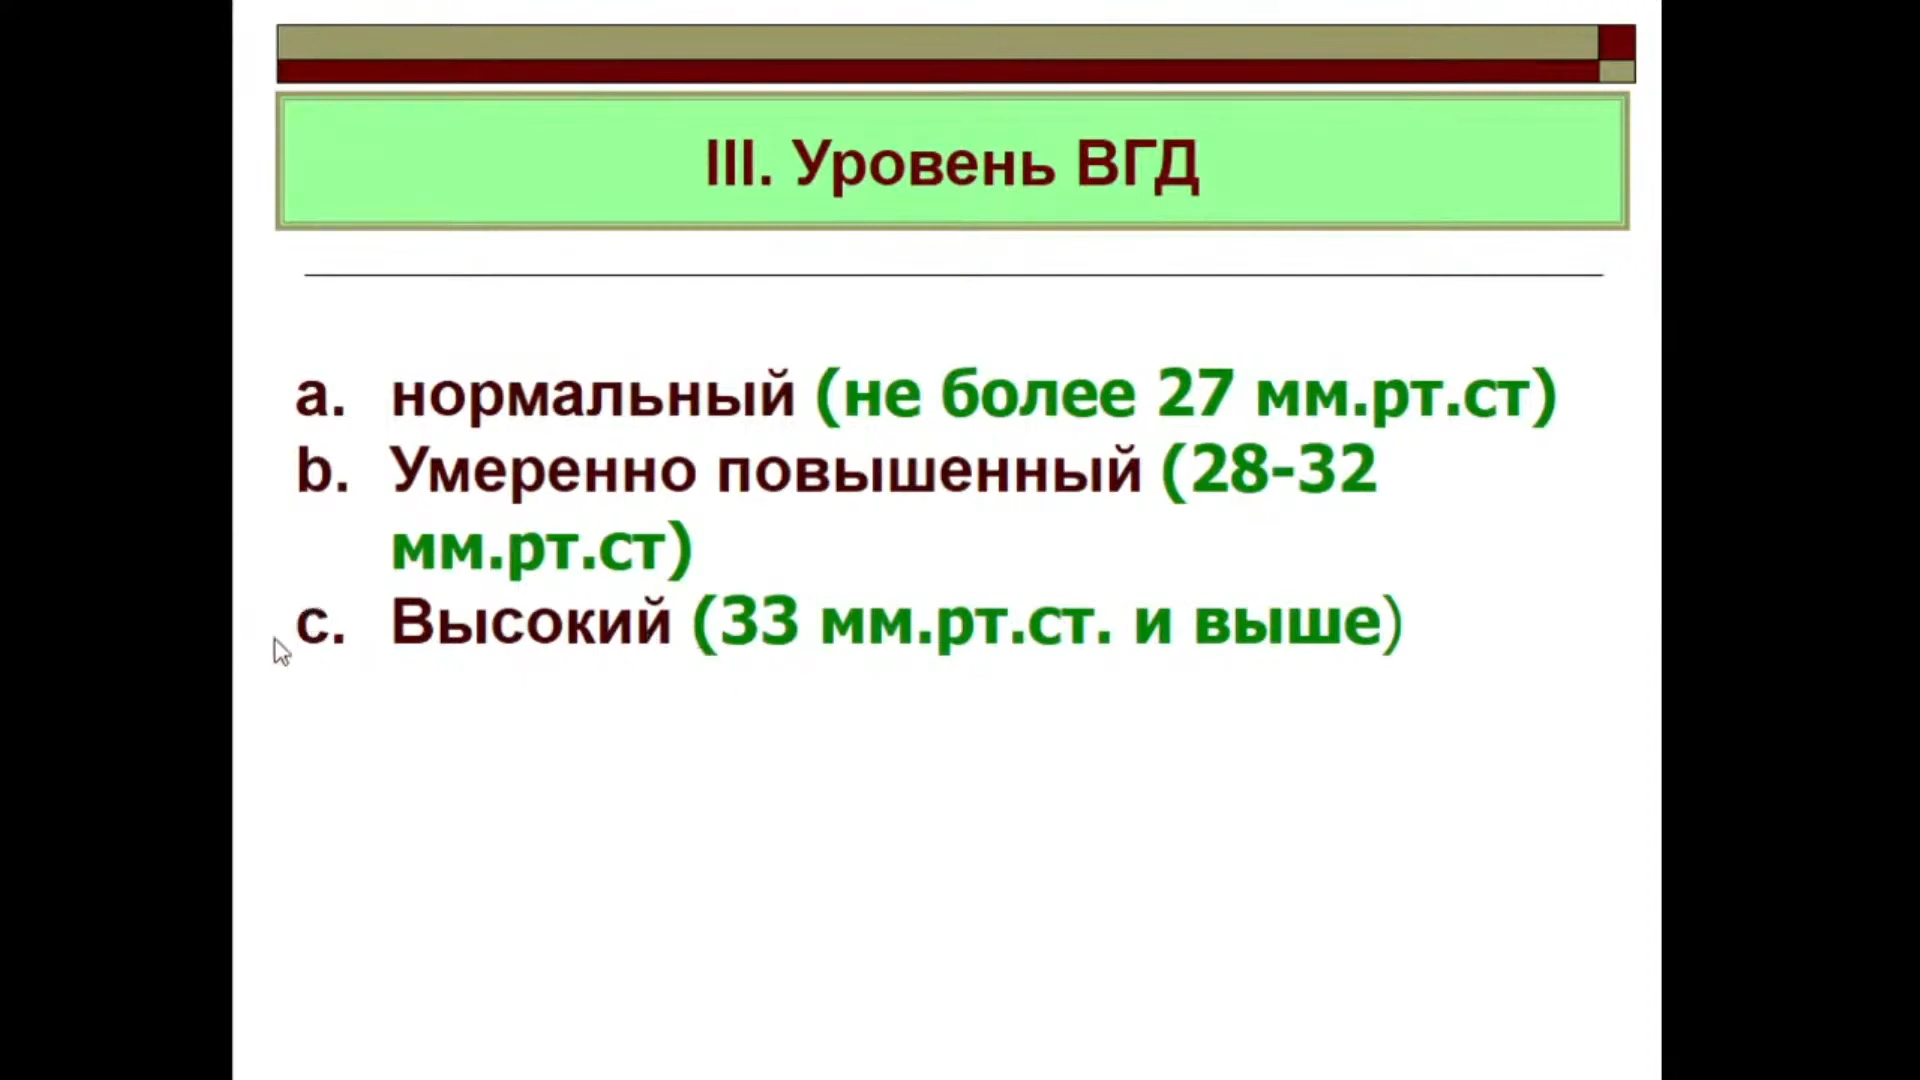 III. Уровень ВГД
a. нормальный (не более 27 мм.рт.ст)
b. Умеренно повышенный (28-32
мм.рт.ст)
c. Высокий (33 мм.рт.ст. и выше)